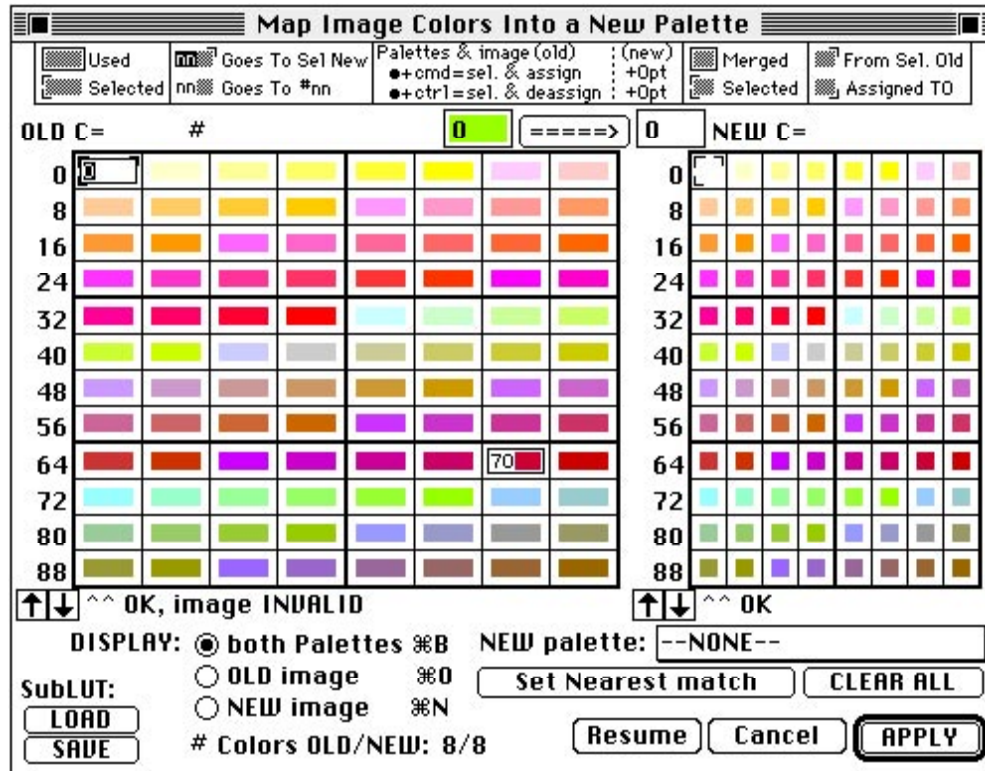 Map Image Colors Into a New Palette
Used
Selected
nn Goes To Sel New
nn Goes To #nn
Palettes & image(old) (new)
●+cmd=sel. & assign +Opt
●+ctrl=sel. & deassign +Opt
Merged
Selected
From Sel. Old
Assigned TO
OLD C= # 0 =====> 0 NEW C=
0 0 0
8 8
16 16
24 24
32 32
40 40
48 48
56 56
64 70 64
72 72
80 80
88 88
↑↓ ^^ OK, image INVALID ↑↓ ^^ OK
DISPLAY: both Palettes ⌘B NEW palette: --NONE--
OLD image ⌘O Set Nearest match CLEAR ALL
SubLUT:
NEW image ⌘N
LOAD
SAVE
# Colors OLD/NEW: 8/8
Resume Cancel APPLY